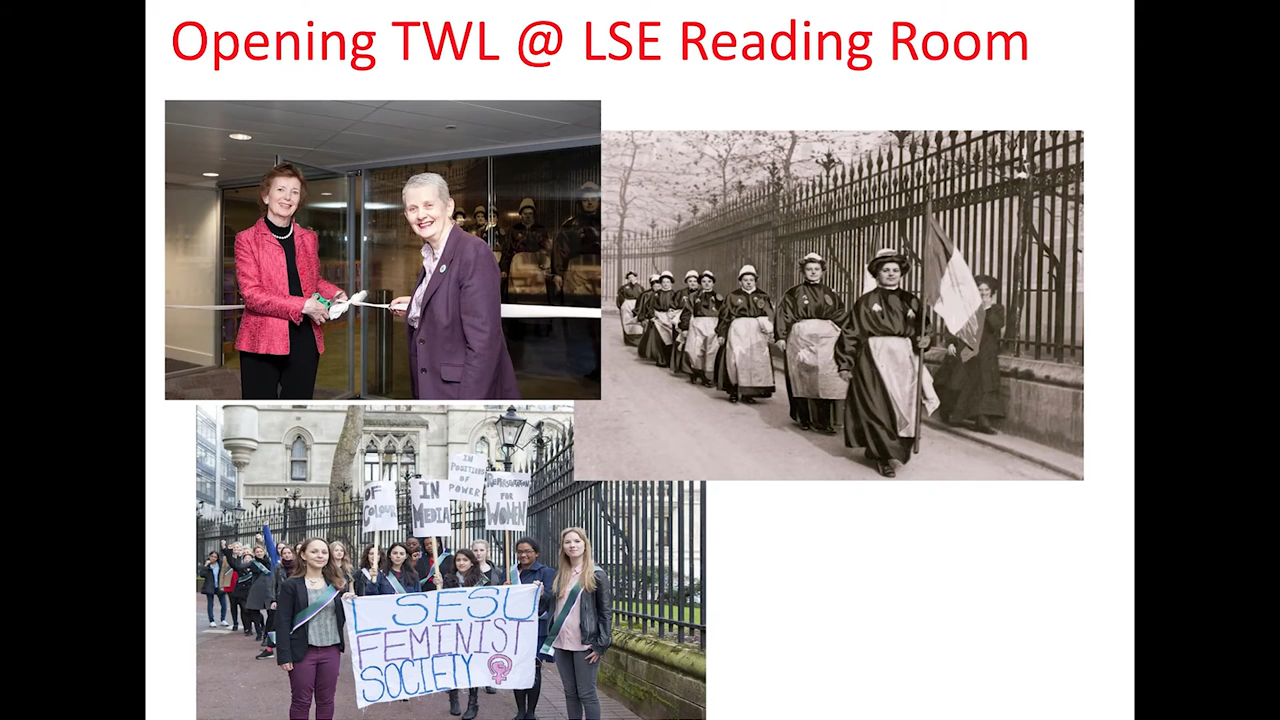 Opening TWL @ LSE Reading Room
OF
COLOUR
IN
MEDIA
IN
POSITIONS
OF
POWER
REPRESENTATION
FOR
WOMEN
LSESU
FEMINIST
SOCIETY